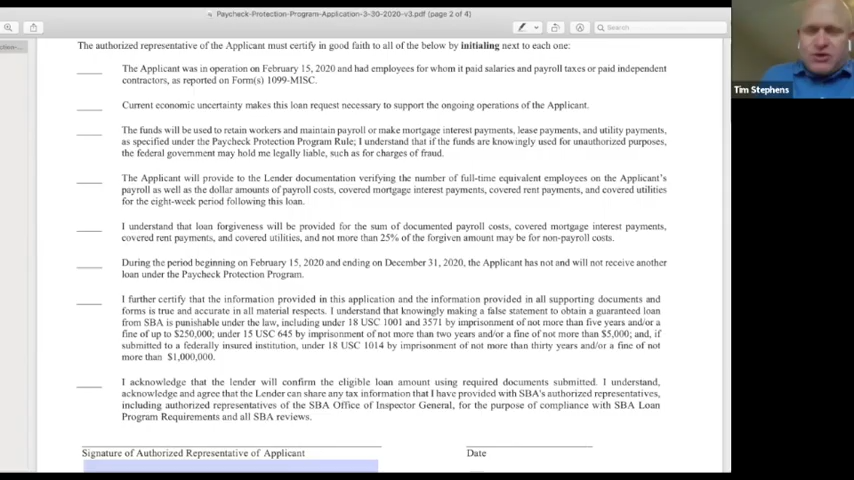 Paycheck-Protection-Program-Application-3-30-2020-v3.pdf (page 2 of 4)
Search
The authorized representative of the Applicant must certify in good faith to all of the below by initialing next to each one:
Tim Stephens
The Applicant was in operation on February 15, 2020 and had employees for whom it paid salaries and payroll taxes or paid independent
contractors, as reported on Form(s) 1099-MISC.
Current economic uncertainty makes this loan request necessary to support the ongoing operations of the Applicant.
The funds will be used to retain workers and maintain payroll or make mortgage interest payments, lease payments, and utility payments,
as specified under the Paycheck Protection Program Rule; I understand that if the funds are knowingly used for unauthorized purposes,
the federal government may hold me legally liable, such as for charges of fraud.
The Applicant will provide to the Lender documentation verifying the number of full-time equivalent employees on the Applicant's
payroll as well as the dollar amounts of payroll costs, covered mortgage interest payments, covered rent payments, and covered utilities
for the eight-week period following this loan.
I understand that loan forgiveness will be provided for the sum of documented payroll costs, covered mortgage interest payments,
covered rent payments, and covered utilities, and not more than 25% of the forgiven amount may be for non-payroll costs.
During the period beginning on February 15, 2020 and ending on December 31, 2020, the Applicant has not and will not receive another
loan under the Paycheck Protection Program.
I further certify that the information provided in this application and the information provided in all supporting documents and
forms is true and accurate in all material respects. I understand that knowingly making a false statement to obtain a guaranteed loan
from SBA is punishable under the law, including under 18 USC 1001 and 3571 by imprisonment of not more than five years and/or a
fine of up to $250,000; under 15 USC 645 by imprisonment of not more than two years and/or a fine of not more than $5,000; and, if
submitted to a federally insured institution, under 18 USC 1014 by imprisonment of not more than thirty years and/or a fine of not
more than $1,000,000.
I acknowledge that the lender will confirm the eligible loan amount using required documents submitted. I understand,
acknowledge and agree that the Lender can share any tax information that I have provided with SBA's authorized representatives,
including authorized representatives of the SBA Office of Inspector General, for the purpose of compliance with SBA Loan
Program Requirements and all SBA reviews.
Signature of Authorized Representative of Applicant
Date